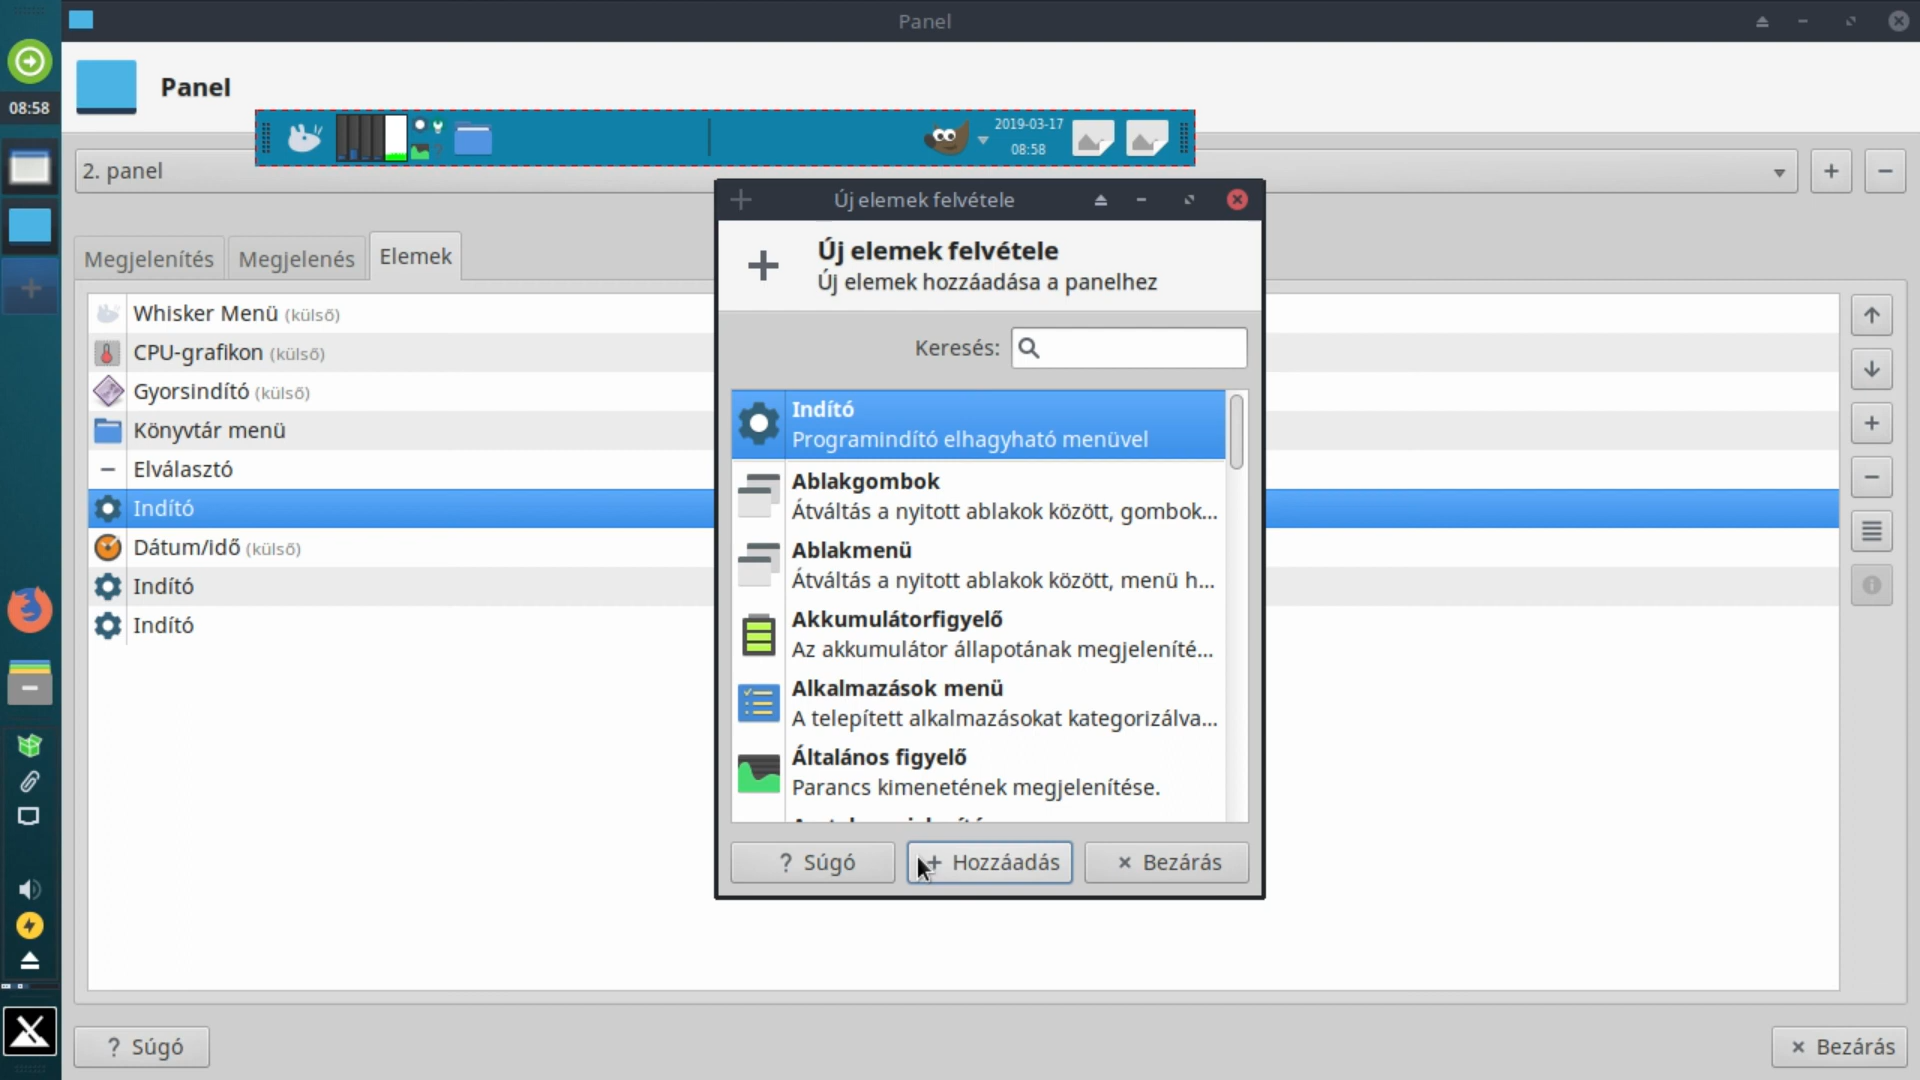 Panel
08:58
Panel
2019-03-17
08:58
2. panel
Új elemek felvétele
Megjelenítés
Megjelenés
Elemek
Új elemek felvétele
Új elemek hozzáadása a panelhez
Whisker Menü (külső)
CPU-grafikon (külső)
Gyorsindító (külső)
Könyvtár menü
Elválasztó
Indító
Dátum/idő (külső)
Indító
Indító
Keresés:
Indító
Programindító elhagyható menüvel
Ablakgombok
Átváltás a nyitott ablakok között, gombok...
Ablakmenü
Átváltás a nyitott ablakok között, menü h...
Akkumulátorfigyelő
Az akkumulátor állapotának megjeleníté...
Alkalmazások menü
A telepített alkalmazásokat kategorizálva...
Általános figyelő
Parancs kimenetének megjelenítése.
? Súgó
+ Hozzáadás
× Bezárás
? Súgó
× Bezárás